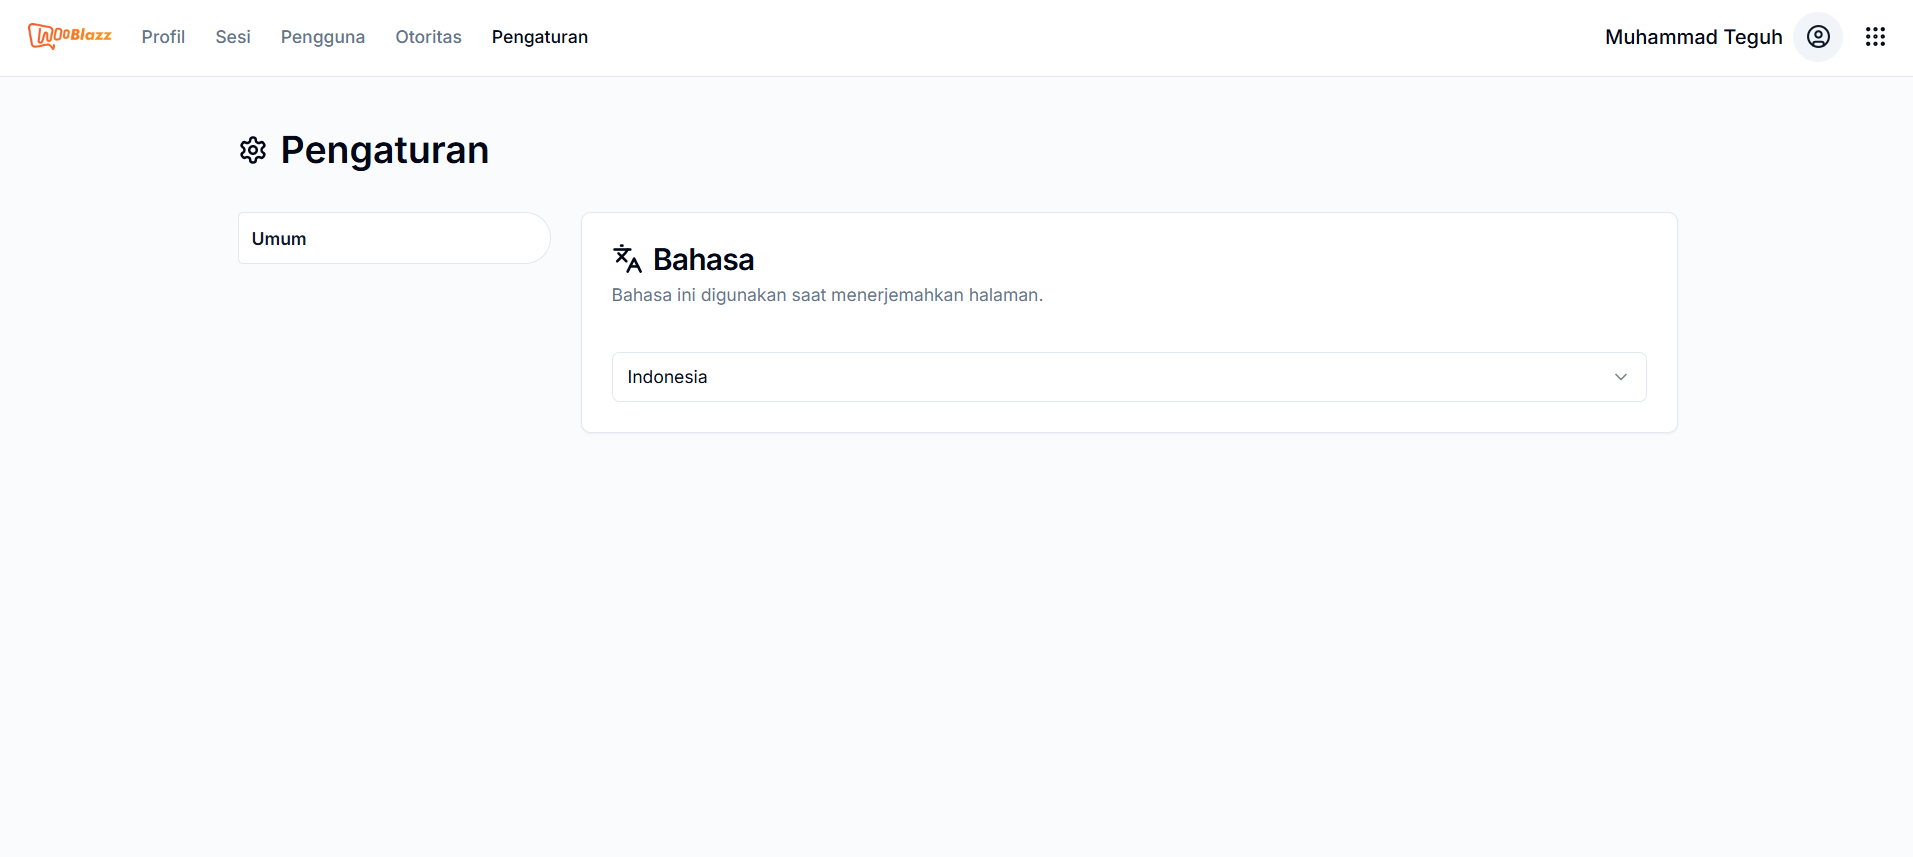 WooBlazz
Profil
Sesi
Pengguna
Otoritas
Pengaturan
Muhammad Teguh
Pengaturan
Umum
Bahasa
Bahasa ini digunakan saat menerjemahkan halaman.
Indonesia